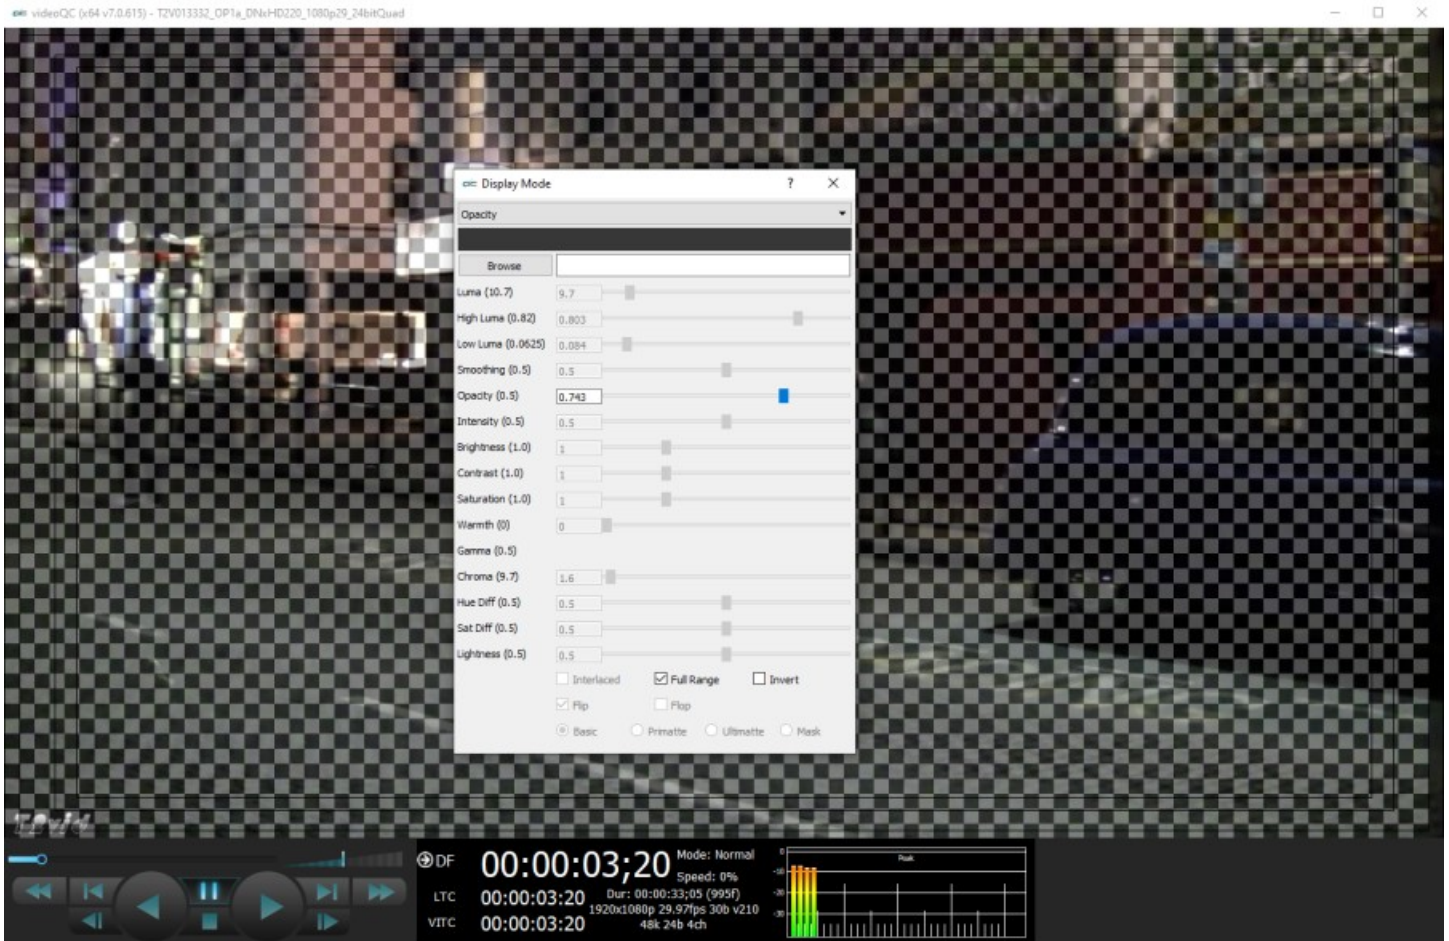 videoQC (x64 v7.0.615) - T2V013332_OP1a_DNxHD220_1080p29_24bitQuad
Display Mode ?
Opacity
Browse
Luma (10.7) 9.7
High Luma (0.82) 0.803
Low Luma (0.0625) 0.084
Smoothing (0.5) 0.5
Opacity (0.5) 0.743
Intensity (0.5) 0.5
Brightness (1.0) 1
Contrast (1.0) 1
Saturation (1.0) 1
Warmth (0) 0
Gamma (0.5)
Chroma (9.7) 1.6
Hue Diff (0.5) 0.5
Sat Diff (0.5) 0.5
Lightness (0.5) 0.5
Interlaced Full Range Invert
Flip Flop
Basic Primatte Ultimatte Mask
DF 00:00:03;20 Mode: Normal
Speed: 0%
LTC 00:00:03:20 Dur: 00:00:33;05 (995f)
1920x1080p 29.97fps 30b v210
VITC 00:00:03:20 48k 24b 4ch
Peak
0
-10
-20
-30